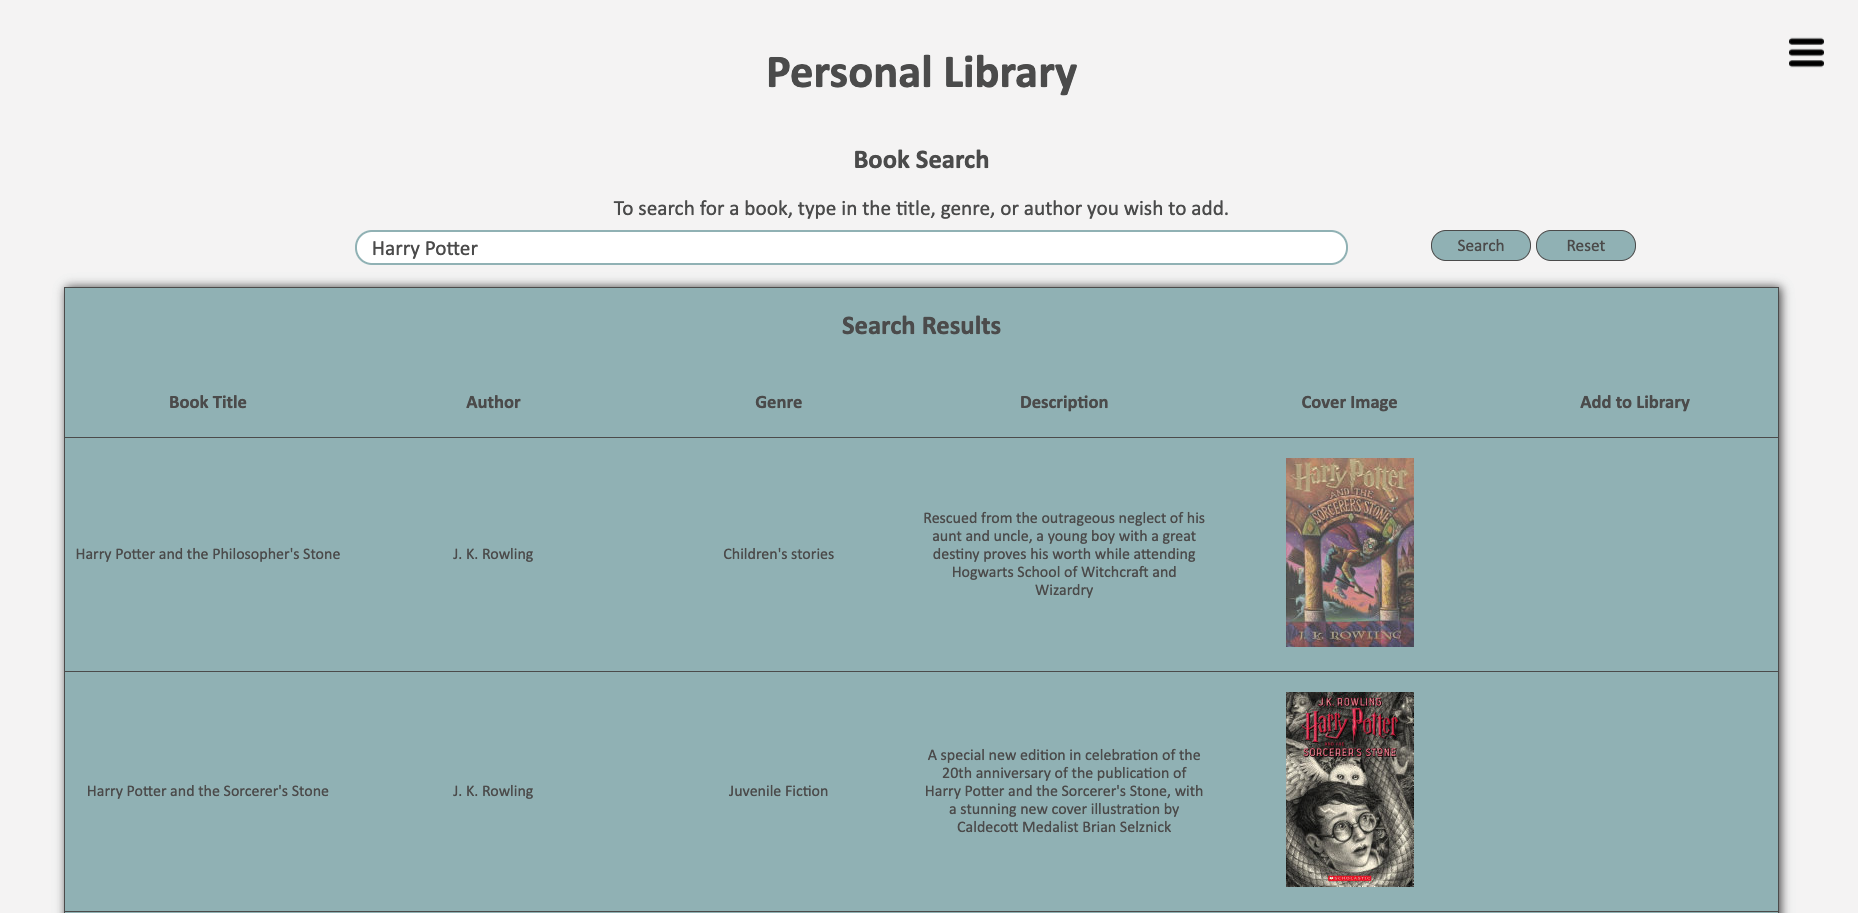 Personal Library
Book Search
To search for a book, type in the title, genre, or author you wish to add.
Harry Potter
Search
Reset
Search Results
Book Title
Author
Genre
Description
Cover Image
Add to Library
Harry Potter and the Philosopher's Stone
J. K. Rowling
Children's stories
Rescued from the outrageous neglect of his
aunt and uncle, a young boy with a great
destiny proves his worth while attending
Hogwarts School of Witchcraft and
Wizardry
Harry Potter
AND THE
SORCERER'S STONE
J. K. ROWLING
Harry Potter and the Sorcerer's Stone
J. K. Rowling
Juvenile Fiction
A special new edition in celebration of the
20th anniversary of the publication of
Harry Potter and the Sorcerer's Stone, with
a stunning new cover illustration by
Caldecott Medalist Brian Selznick
J.K. ROWLING
Harry Potter
SORCERER'S STONE
SCHOLASTIC